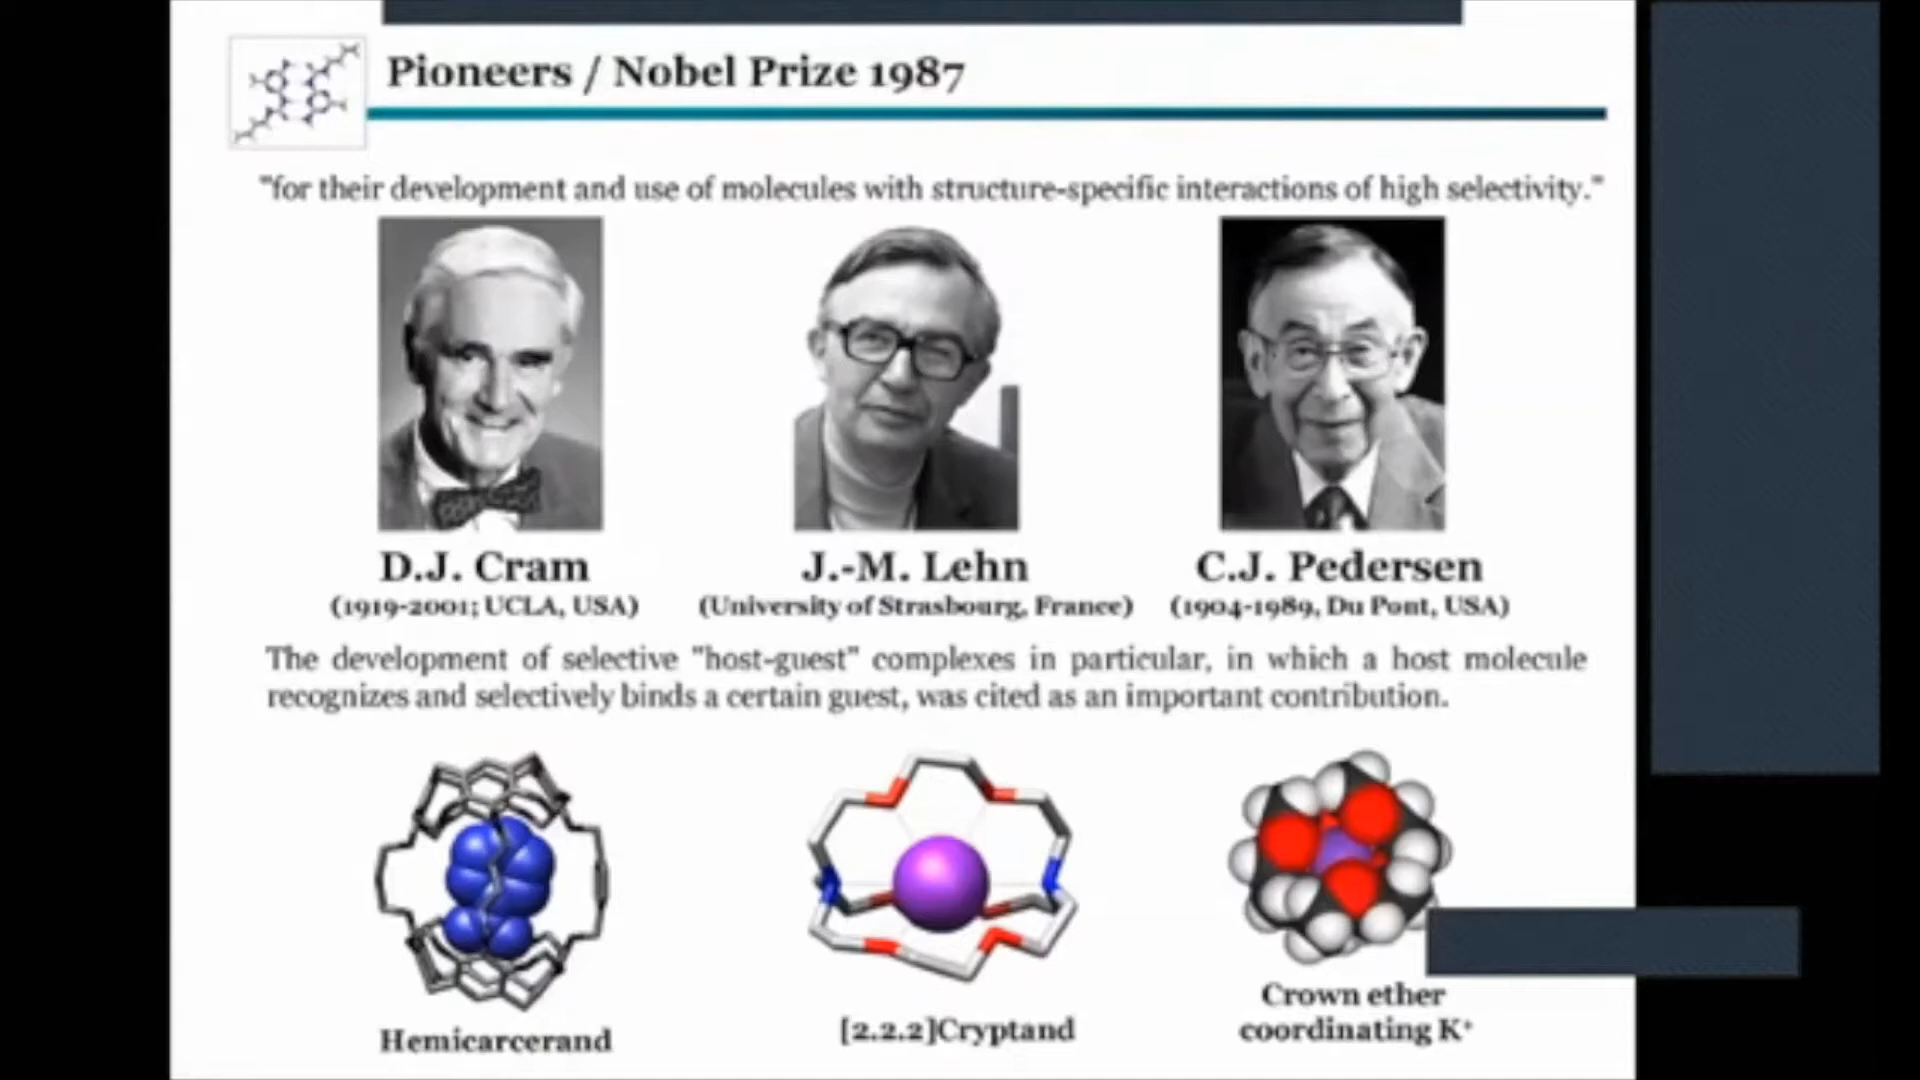 Pioneers / Nobel Prize 1987
"for their development and use of molecules with structure-specific interactions of high selectivity."
D.J. Cram
(1919-2001; UCLA, USA)
J.-M. Lehn
(University of Strasbourg, France)
C.J. Pedersen
(1904-1989, Du Pont, USA)
The development of selective "host-guest" complexes in particular, in which a host molecule
recognizes and selectively binds a certain guest, was cited as an important contribution.
Hemicarcerand
[2.2.2]Cryptand
Crown ether
coordinating K⁺